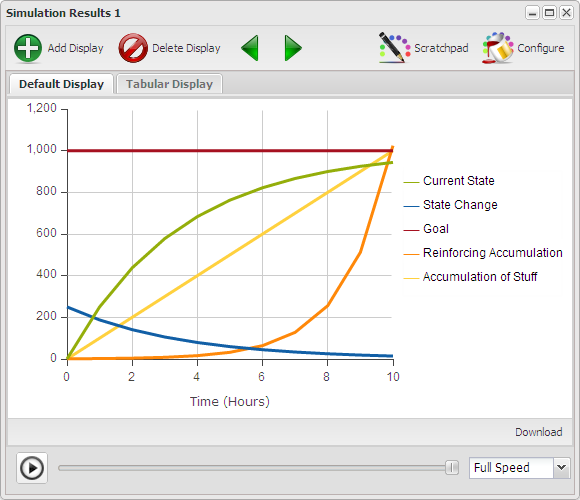 Simulation Results 1
Add Display Delete Display Scratchpad Configure
Default Display Tabular Display
1,200
1,000
800
600
400
200
0
0 2 4 6 8 10
Time (Hours)
Current State
State Change
Goal
Reinforcing Accumulation
Accumulation of Stuff
Download
Full Speed